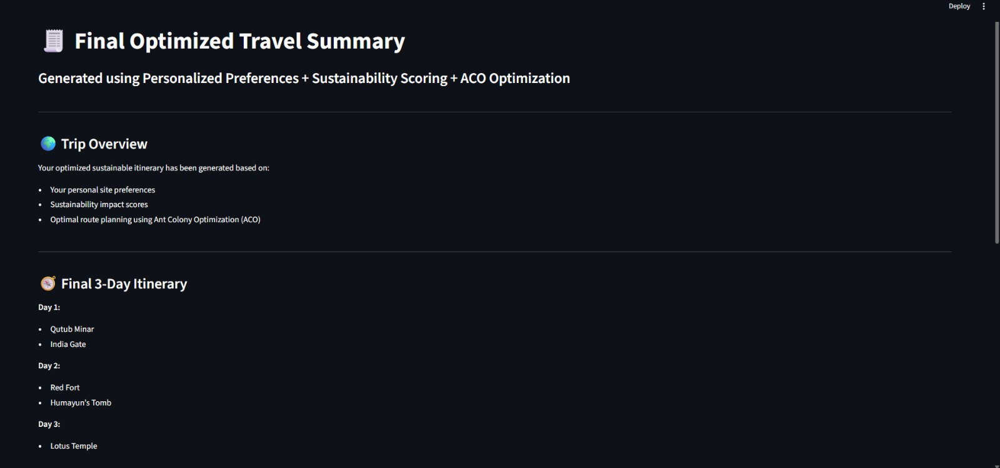 Deploy
Final Optimized Travel Summary
Generated using Personalized Preferences + Sustainability Scoring + ACO Optimization
Trip Overview
Your optimized sustainable itinerary has been generated based on:
• Your personal site preferences
• Sustainability impact scores
• Optimal route planning using Ant Colony Optimization (ACO)
Final 3-Day Itinerary
Day 1:
• Qutub Minar
• India Gate
Day 2:
• Red Fort
• Humayun’s Tomb
Day 3:
• Lotus Temple